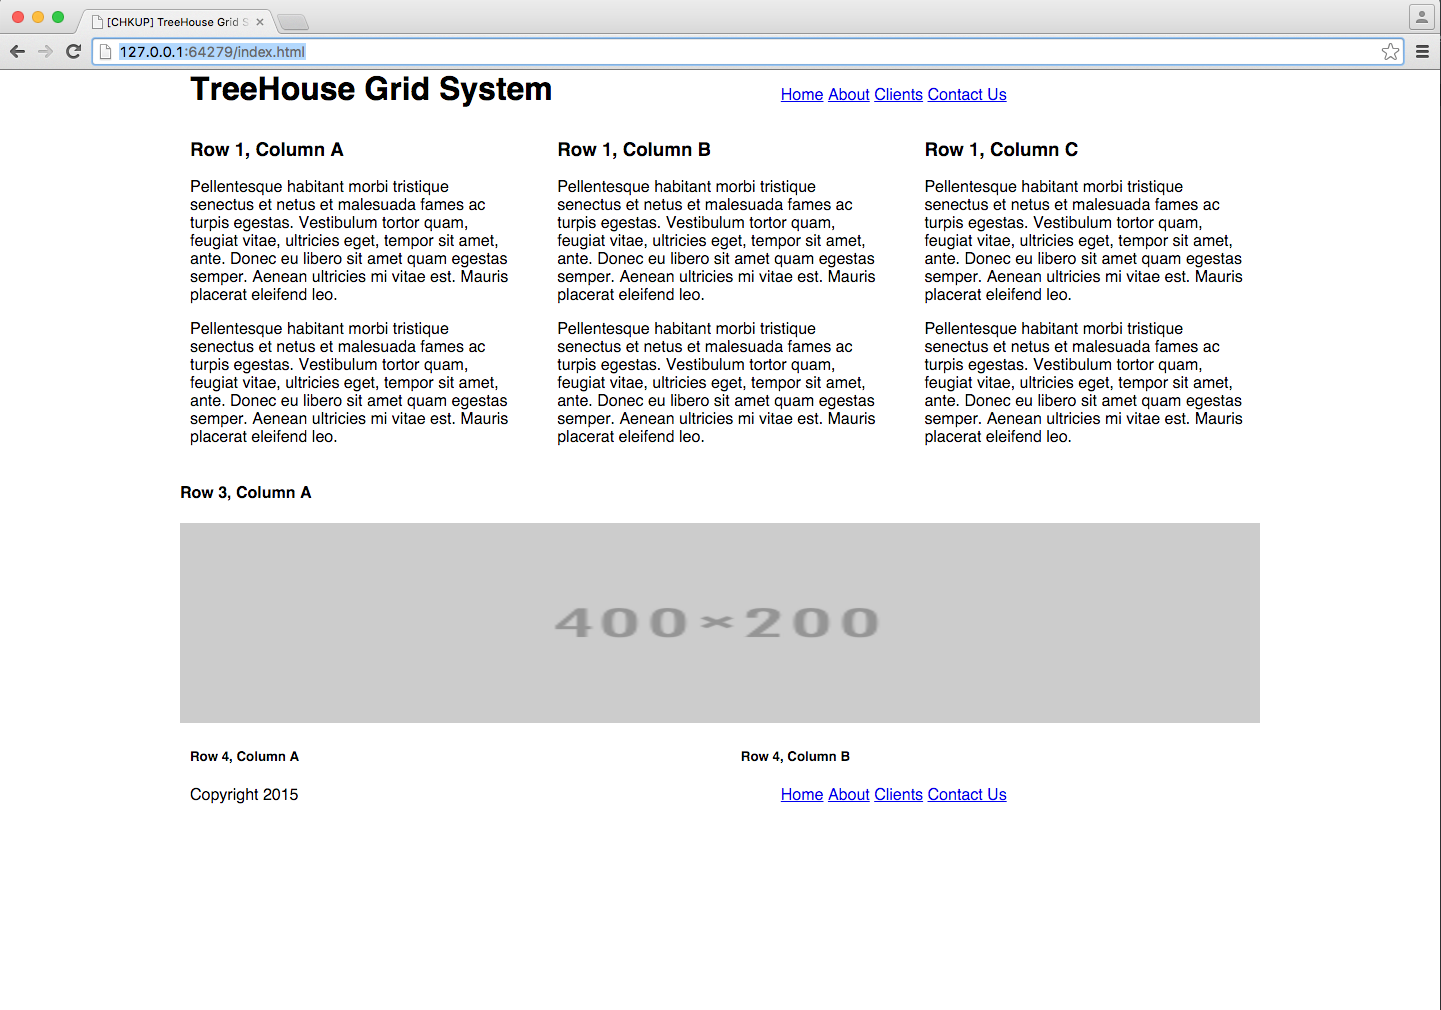 [CHKUP] TreeHouse Grid S
127.0.0.1:64279/index.html
TreeHouse Grid System
Home About Clients Contact Us
Row 1, Column A
Pellentesque habitant morbi tristique
senectus et netus et malesuada fames ac
turpis egestas. Vestibulum tortor quam,
feugiat vitae, ultricies eget, tempor sit amet,
ante. Donec eu libero sit amet quam egestas
semper. Aenean ultricies mi vitae est. Mauris
placerat eleifend leo.
Pellentesque habitant morbi tristique
senectus et netus et malesuada fames ac
turpis egestas. Vestibulum tortor quam,
feugiat vitae, ultricies eget, tempor sit amet,
ante. Donec eu libero sit amet quam egestas
semper. Aenean ultricies mi vitae est. Mauris
placerat eleifend leo.
Row 1, Column B
Pellentesque habitant morbi tristique
senectus et netus et malesuada fames ac
turpis egestas. Vestibulum tortor quam,
feugiat vitae, ultricies eget, tempor sit amet,
ante. Donec eu libero sit amet quam egestas
semper. Aenean ultricies mi vitae est. Mauris
placerat eleifend leo.
Pellentesque habitant morbi tristique
senectus et netus et malesuada fames ac
turpis egestas. Vestibulum tortor quam,
feugiat vitae, ultricies eget, tempor sit amet,
ante. Donec eu libero sit amet quam egestas
semper. Aenean ultricies mi vitae est. Mauris
placerat eleifend leo.
Row 1, Column C
Pellentesque habitant morbi tristique
senectus et netus et malesuada fames ac
turpis egestas. Vestibulum tortor quam,
feugiat vitae, ultricies eget, tempor sit amet,
ante. Donec eu libero sit amet quam egestas
semper. Aenean ultricies mi vitae est. Mauris
placerat eleifend leo.
Pellentesque habitant morbi tristique
senectus et netus et malesuada fames ac
turpis egestas. Vestibulum tortor quam,
feugiat vitae, ultricies eget, tempor sit amet,
ante. Donec eu libero sit amet quam egestas
semper. Aenean ultricies mi vitae est. Mauris
placerat eleifend leo.
Row 3, Column A
400×200
Row 4, Column A
Copyright 2015
Row 4, Column B
Home About Clients Contact Us